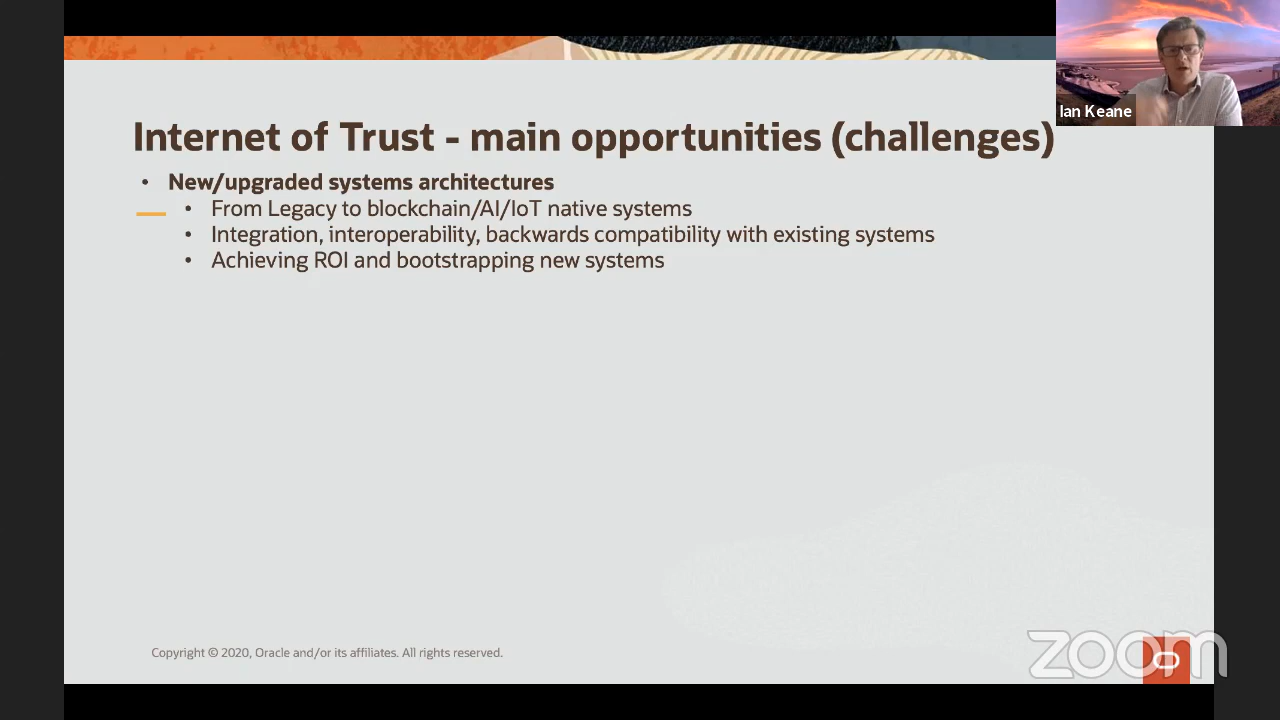 Ian Keane
Internet of Trust - main opportunities (challenges)
• New/upgraded systems architectures
• From Legacy to blockchain/AI/IoT native systems
• Integration, interoperability, backwards compatibility with existing systems
• Achieving ROI and bootstrapping new systems
Copyright © 2020, Oracle and/or its affiliates. All rights reserved.
zoom